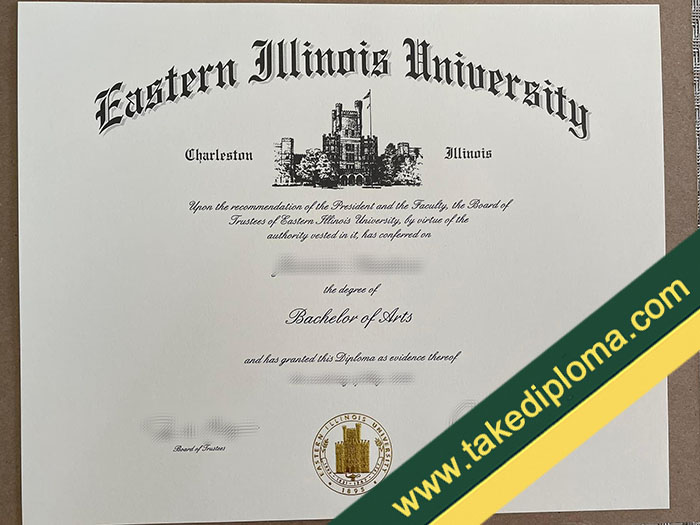 Eastern Illinois University
Charleston Illinois
Upon the recommendation of the President and the Faculty, the Board of
Trustees of Eastern Illinois University, by virtue of the
authority vested in it, has conferred on
the degree of
Bachelor of Arts
and has granted this Diploma as evidence thereof
Board of Trustees
EASTERN ILLINOIS UNIVERSITY
1895
www.takediploma.com